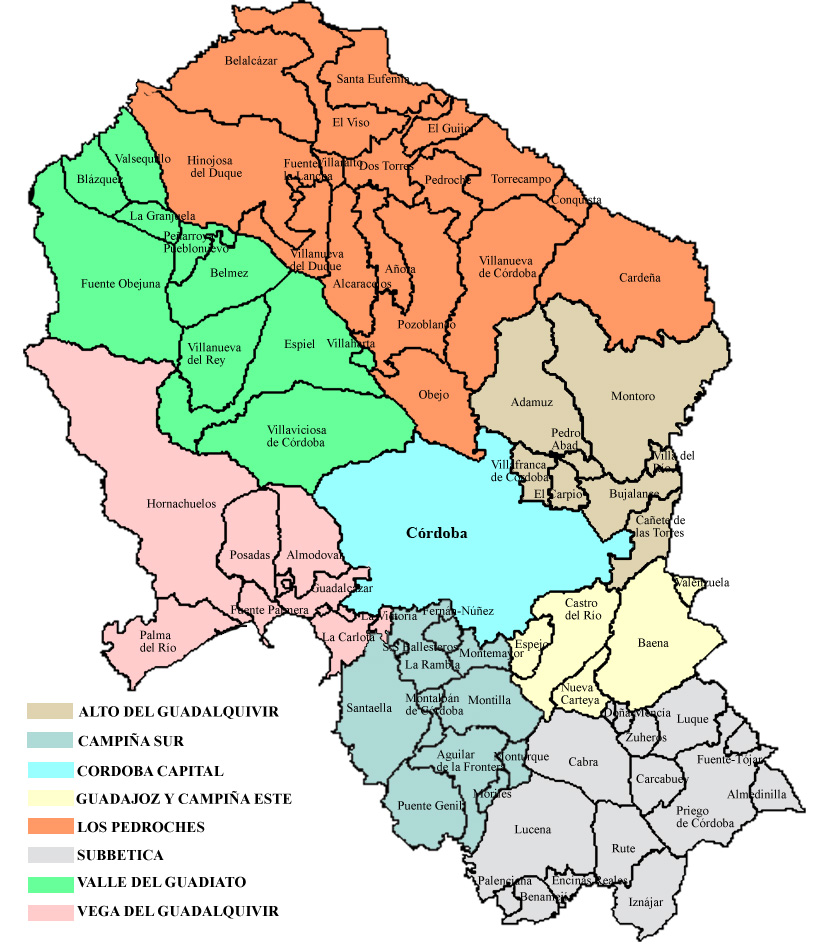 Belalcázar
Santa Eufemia
El Viso
El Guijo
Valsequillo
Hinojosa
del Duque
Fuente
la Lancha
Villaralto
Dos Torres
Blázquez
Pedroche
Torrecampo
Conquista
La Granjuela
Peñarroya
Pueblonuevo
Villanueva
del Duque
Añora
Villanueva
de Córdoba
Belmez
Cardeña
Fuente Obejuna
Alcaracejos
Pozoblanco
Villanueva
del Rey
Espiel
Villaharta
Obejo
Adamuz
Montoro
Villaviciosa
de Córdoba
Pedro
Abad
Villafranca
de Córdoba
Villa del
Río
El Carpio
Bujalance
Hornachuelos
Cañete de
las Torres
Córdoba
Posadas
Almodovar
Guadalcázar
Valenzuela
Fuente Palmera
La Victoria
Fernán-Núñez
Castro
del Río
Palma
del Río
La Carlota
S.S Ballesteros
Montemayor
Espejo
Baena
La Rambla
Santaella
Montalbán
de Córdoba
Montilla
Nueva
Carteya
Doña Mencía
Luque
Zuheros
Aguilar
de la Frontera
Monturque
Cabra
Fuente-Tójar
Carcabuey
Almedinilla
Puente Genil
Moriles
Priego
de Córdoba
Lucena
Rute
Palenciana
Encinas Reales
Benamejí
Iznájar
ALTO DEL GUADALQUIVIR
CAMPIÑA SUR
CORDOBA CAPITAL
GUADAJOZ Y CAMPIÑA ESTE
LOS PEDROCHES
SUBBETICA
VALLE DEL GUADIATO
VEGA DEL GUADALQUIVIR